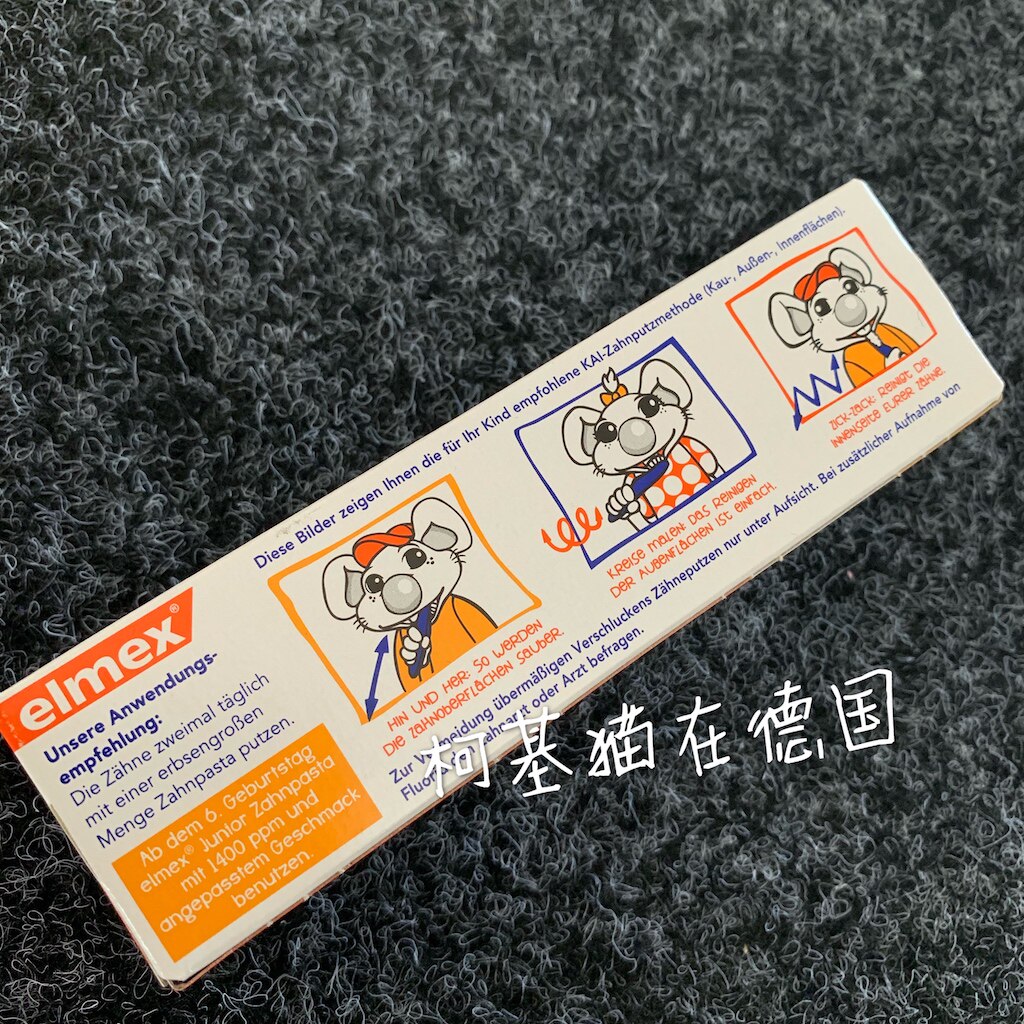 elmex®
Unsere Anwendungs-
empfehlung:
Die Zähne zweimal täglich
mit einer erbsengroßen
Menge Zahnpasta putzen.
Ab dem 6. Geburtstag
elmex® Junior Zahnpasta
mit 1400 ppm und
angepasstem Geschmack
benutzen.
Diese Bilder zeigen Ihnen die für Ihr Kind empfohlene KAI-Zahnputzmethode (Kau-, Außen-, Innenflächen).
HIN UND HER: SO WERDEN
DIE ZAHNOBERFLÄCHEN SAUBER.
KREISE MALEN: DAS REINIGEN
DER AUßENFLÄCHEN IST EINFACH.
ZICK-ZACK: REINIGT DIE
INNENSEITE EURER ZÄHNE.
Zur Vermeidung übermäßigen Verschluckens Zähneputzen nur unter Aufsicht. Bei zusätzlicher Aufnahme von
Zahnarzt oder Arzt befragen.
柯基猫在德国